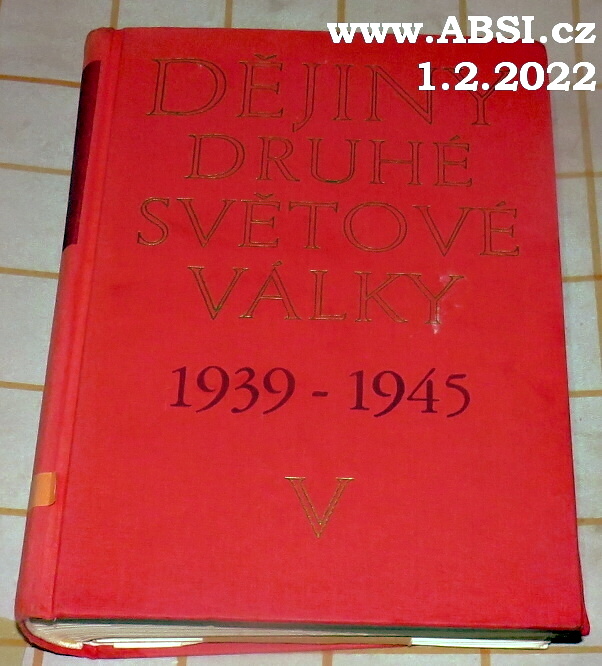 www.ABSI.cz
1.2.2022
DĚJINY
DRUHÉ
SVĚTOVÉ
VÁLKY
1939 - 1945
V